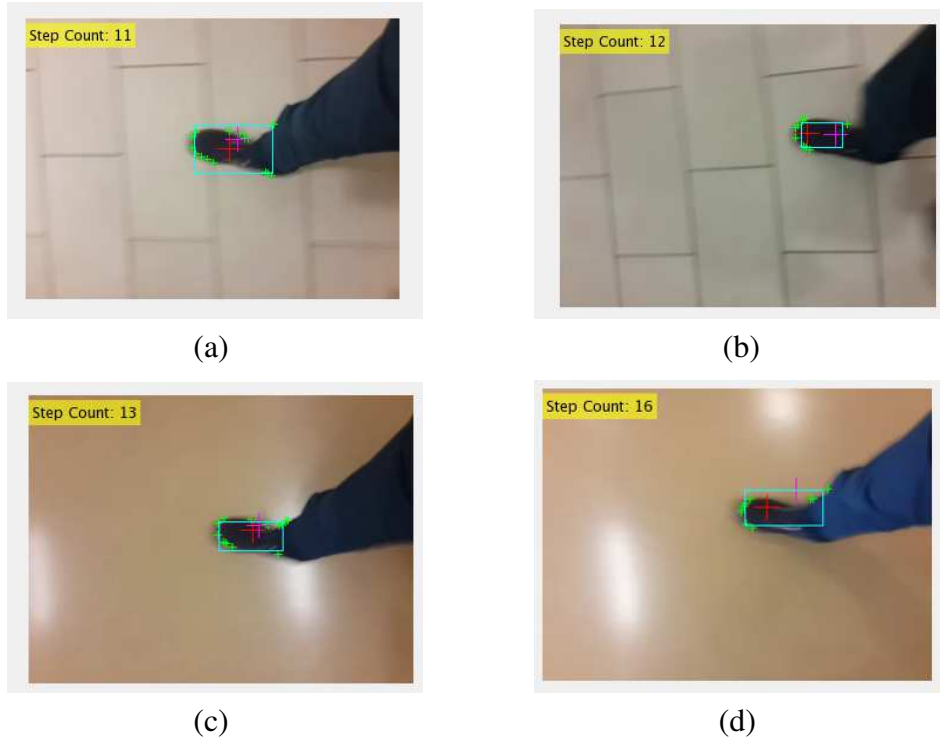 Step Count: 11
Step Count: 12
(a)
(b)
Step Count: 13
Step Count: 16
(c)
(d)